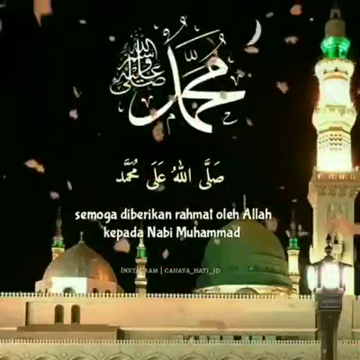 محمد
صلى الله عليه وسلم
صَلَّى اللهُ عَلَى مُحَمَّد
semoga diberikan rahmat oleh Allah
kepada Nabi Muhammad
INSTAGRAM | CAHAYA_HATI_ID